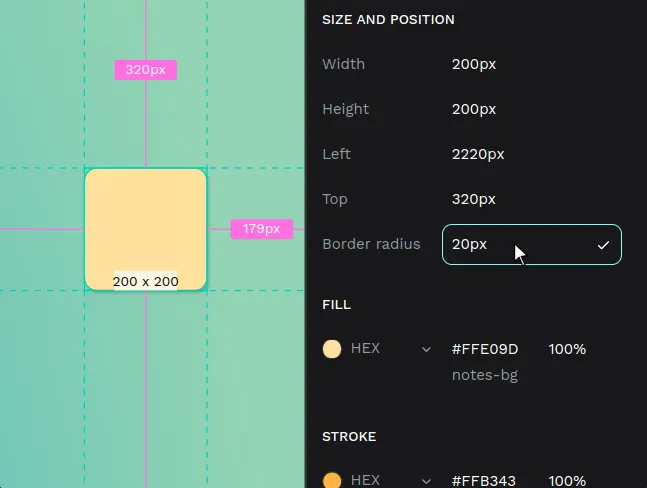 320px
179px
200 x 200
SIZE AND POSITION
Width 200px
Height 200px
Left 2220px
Top 320px
Border radius 20px
FILL
HEX #FFE09D 100%
notes-bg
STROKE
HEX #FFB343 100%